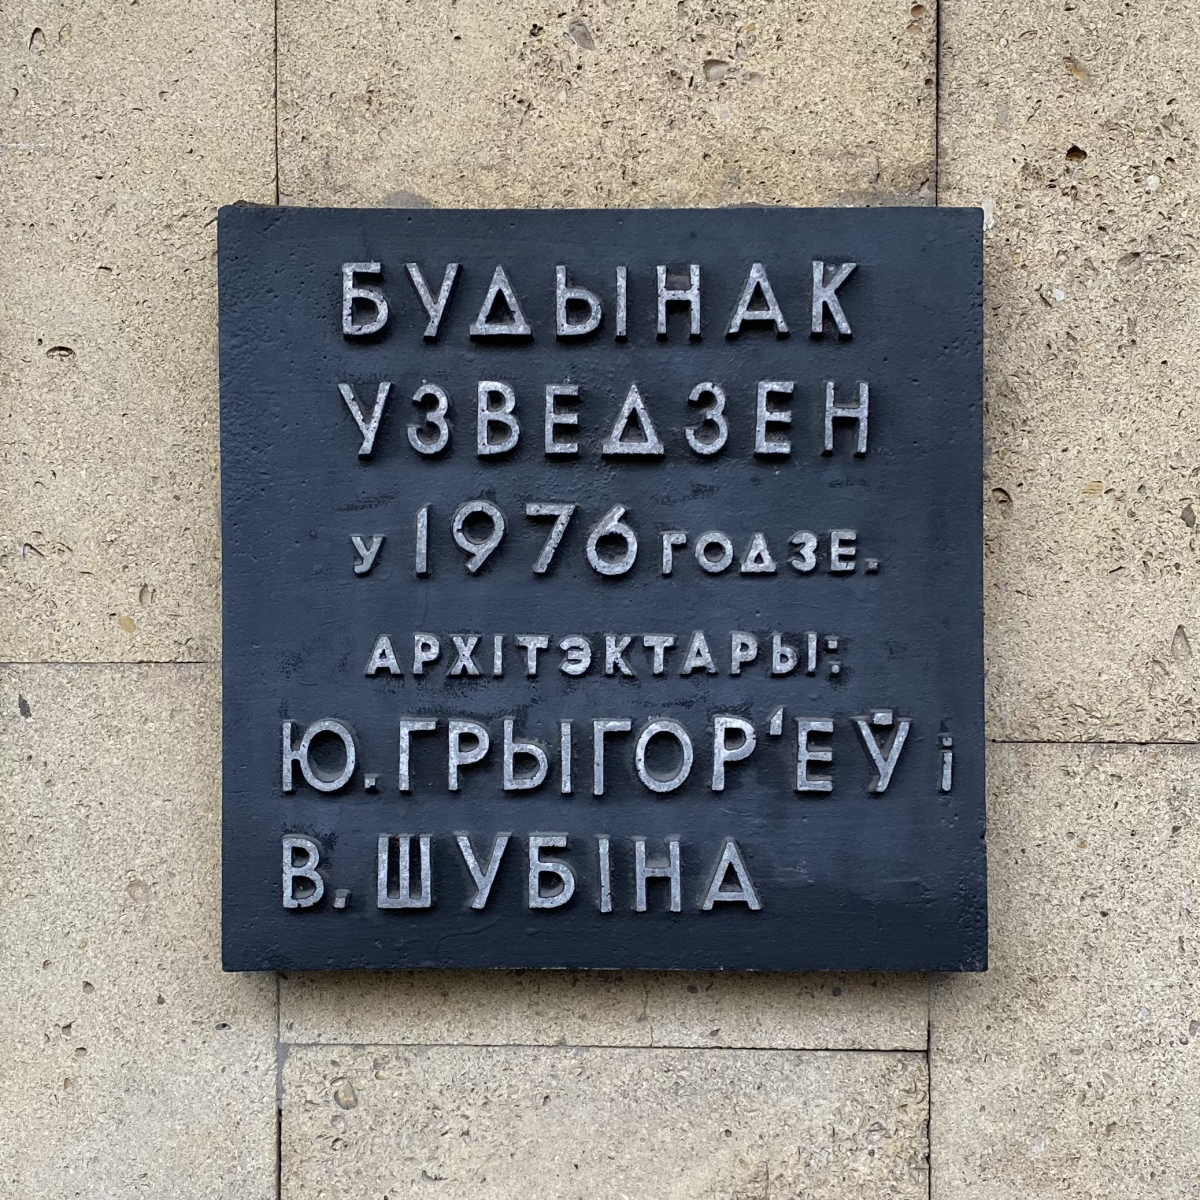 БУДЫНАК
УЗВЕДЗЕН
у 1976 ГОДЗЕ.
АРХІТЭКТАРЫ:
Ю. ГРЫГОР‘ЕЎ і
В. ШУБІНА